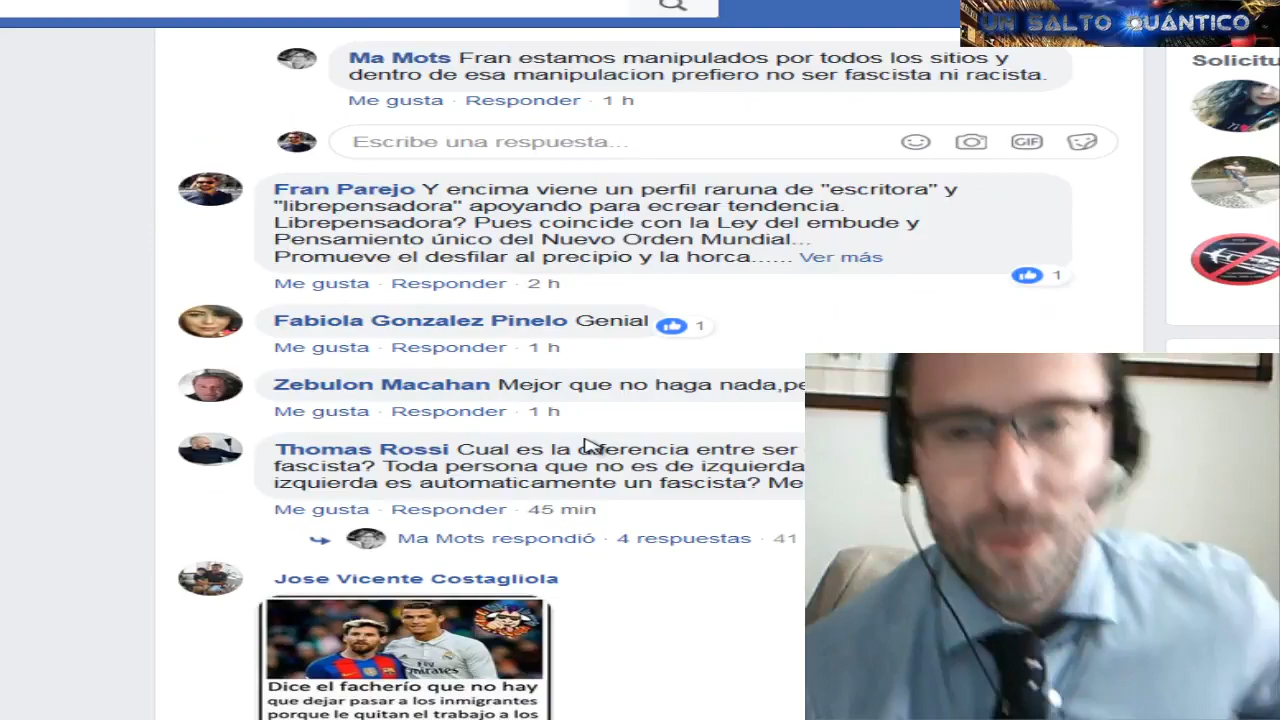 UN SALTO QUÁNTICO
Ma Mots Fran estamos manipulados por todos los sitios y
dentro de esa manipulacion prefiero no ser fascista ni racista.
Me gusta · Responder · 1 h
Solicitu
Escribe una respuesta...
GIF
Fran Parejo Y encima viene un perfil raruna de "escritora" y
"librepensadora" apoyando para ecrear tendencia.
Librepensadora? Pues coincide con la Ley del embude y
Pensamiento único del Nuevo Orden Mundial...
Promueve el desfilar al precipio y la horca...... Ver más
1
Me gusta · Responder · 2 h
Fabiola Gonzalez Pinelo Genial
1
Me gusta · Responder · 1 h
Zebulon Macahan Mejor que no haga nada,pe
Me gusta · Responder · 1 h
Thomas Rossi Cual es la diferencia entre ser
fascista? Toda persona que no es de izquierda
izquierda es automaticamente un fascista? Me
Me gusta · Responder · 45 min
Ma Mots respondió · 4 respuestas · 41
Jose Vicente Costagliola
Dice el facherío que no hay
que dejar pasar a los inmigrantes
porque le quitan el trabajo a los